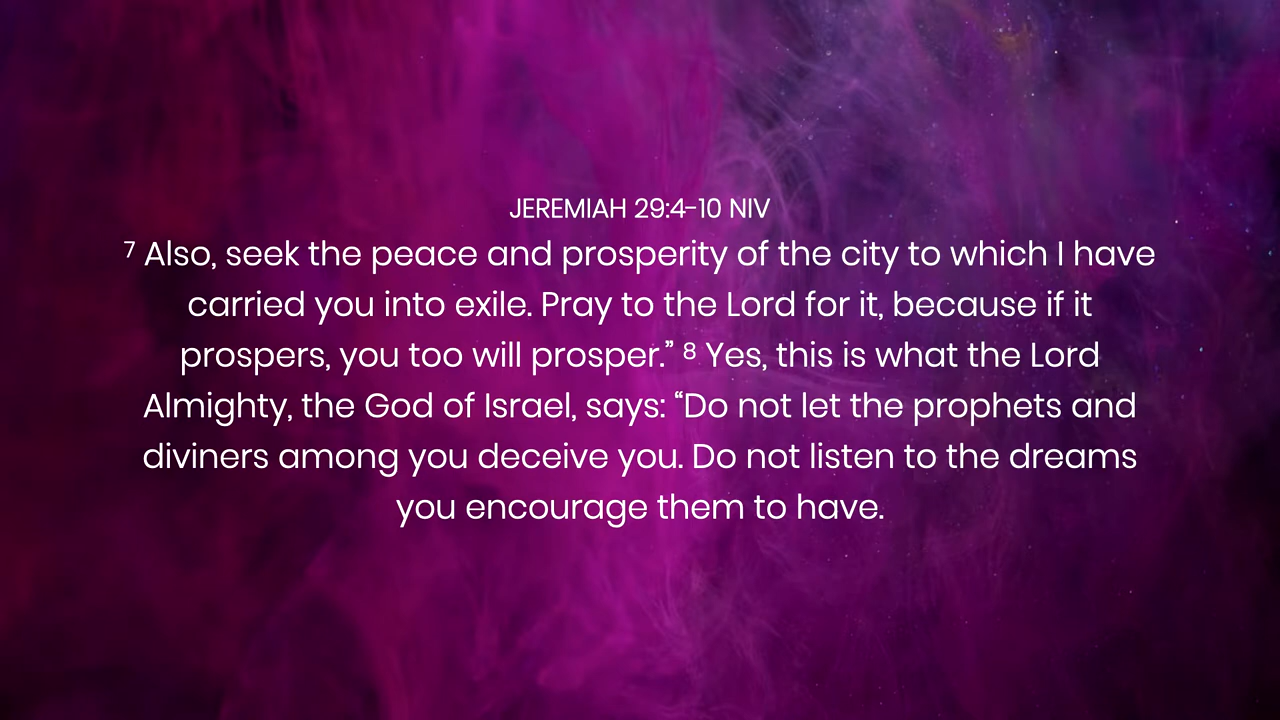 JEREMIAH 29:4-10 NIV
⁷ Also, seek the peace and prosperity of the city to which I have
carried you into exile. Pray to the Lord for it, because if it
prospers, you too will prosper.” ⁸ Yes, this is what the Lord
Almighty, the God of Israel, says: “Do not let the prophets and
diviners among you deceive you. Do not listen to the dreams
you encourage them to have.